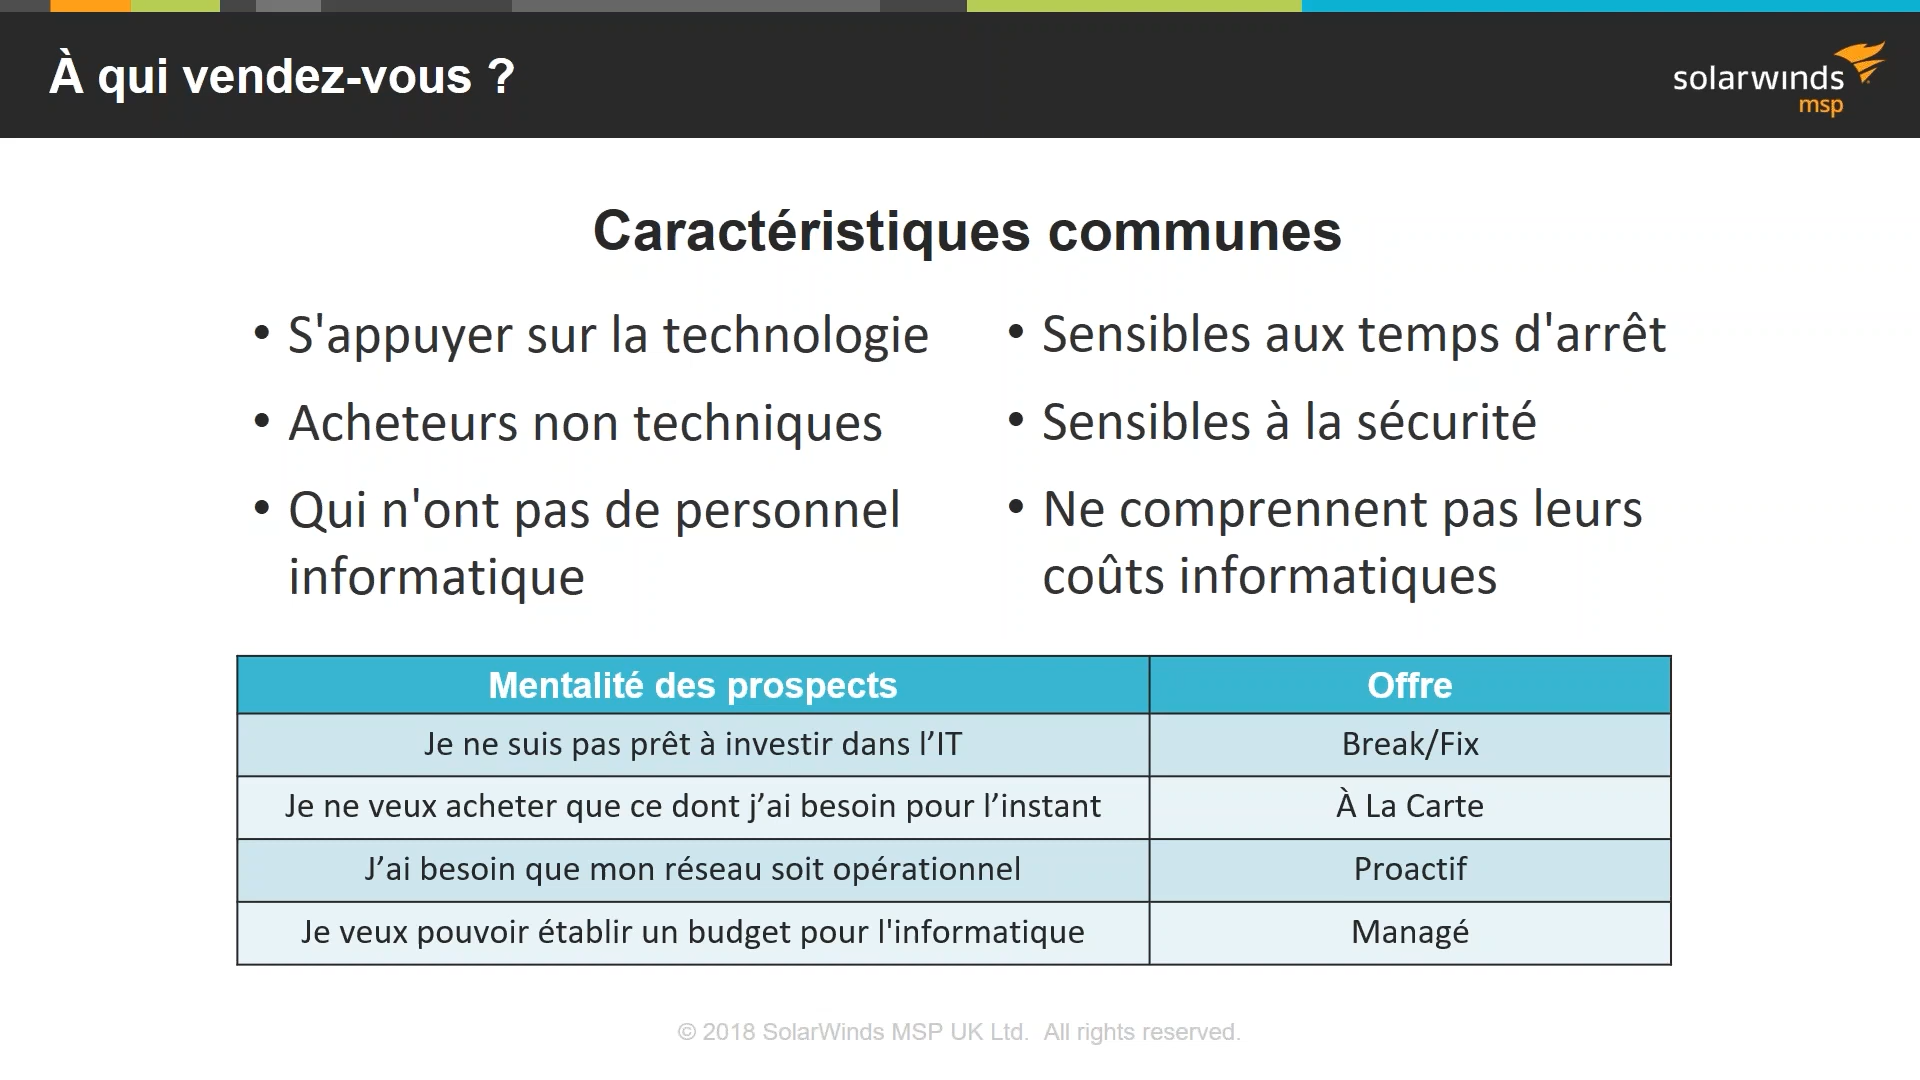 À qui vendez-vous ?
solarwinds
msp
Caractéristiques communes
• S'appuyer sur la technologie
• Acheteurs non techniques
• Qui n'ont pas de personnel
informatique
• Sensibles aux temps d'arrêt
• Sensibles à la sécurité
• Ne comprennent pas leurs
coûts informatiques
Mentalité des prospects Offre
Je ne suis pas prêt à investir dans l’IT Break/Fix
Je ne veux acheter que ce dont j’ai besoin pour l’instant À La Carte
J’ai besoin que mon réseau soit opérationnel Proactif
Je veux pouvoir établir un budget pour l'informatique Managé
© 2018 SolarWinds MSP UK Ltd. All rights reserved.